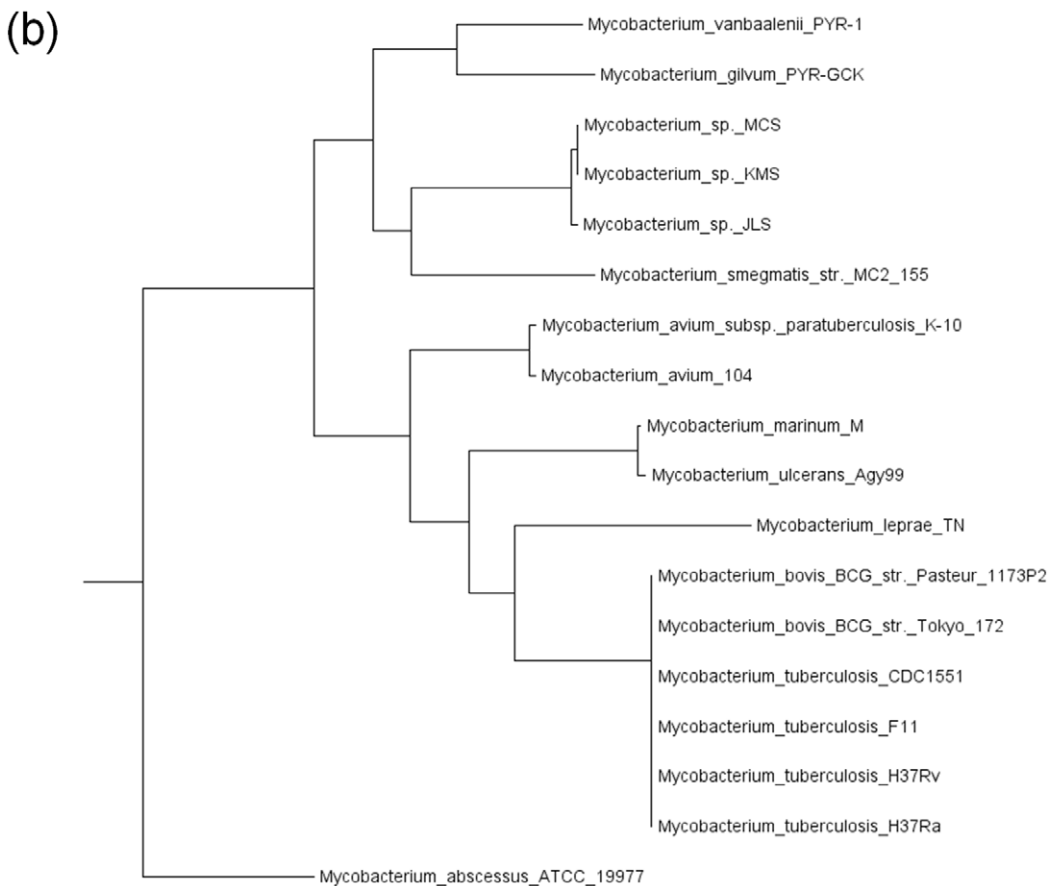 (b)
Mycobacterium_vanbaalenii_PYR-1
Mycobacterium_gilvum_PYR-GCK
Mycobacterium_sp._MCS
Mycobacterium_sp._KMS
Mycobacterium_sp._JLS
Mycobacterium_smegmatis_str._MC2_155
Mycobacterium_avium_subsp._paratuberculosis_K-10
Mycobacterium_avium_104
Mycobacterium_marinum_M
Mycobacterium_ulcerans_Agy99
Mycobacterium_leprae_TN
Mycobacterium_bovis_BCG_str._Pasteur_1173P2
Mycobacterium_bovis_BCG_str._Tokyo_172
Mycobacterium_tuberculosis_CDC1551
Mycobacterium_tuberculosis_F11
Mycobacterium_tuberculosis_H37Rv
Mycobacterium_tuberculosis_H37Ra
Mycobacterium_abscessus_ATCC_19977